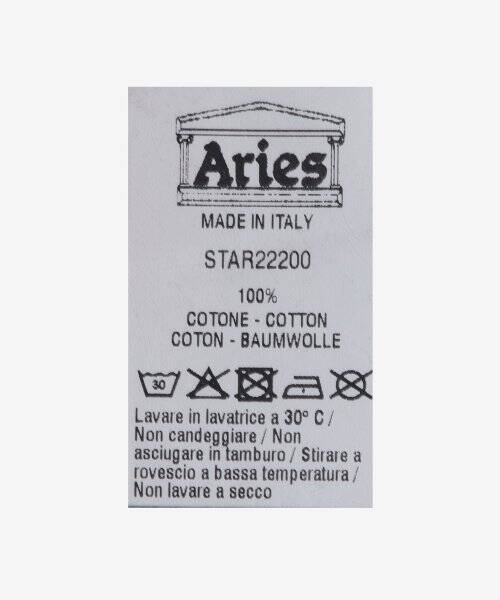 Aries
MADE IN ITALY
STAR22200
100%
COTONE - COTTON
COTON - BAUMWOLLE
30
Lavare in lavatrice a 30° C /
Non candeggiare / Non
asciugare in tamburo / Stirare a
rovescio a bassa temperatura /
Non lavare a secco